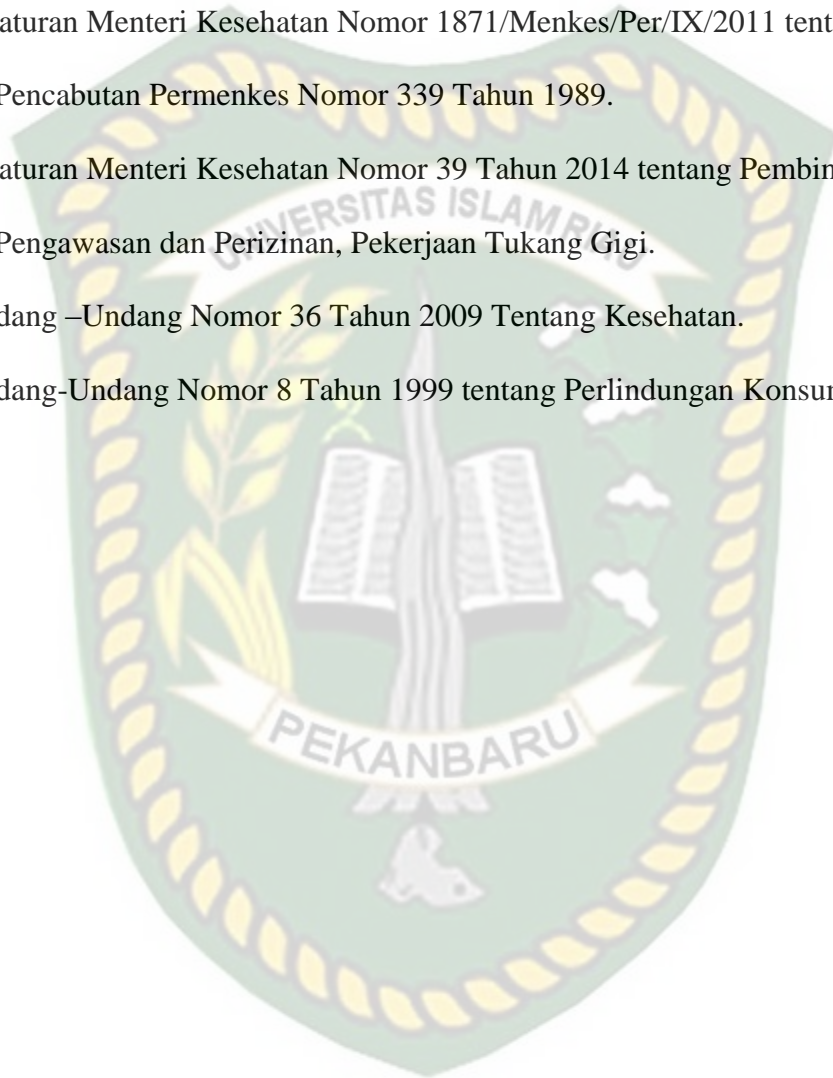 aturan Menteri Kesehatan Nomor 1871/Menkes/Per/IX/2011 tent
Pencabutan Permenkes Nomor 339 Tahun 1989.
aturan Menteri Kesehatan Nomor 39 Tahun 2014 tentang Pembin
UNIVERSITAS ISLAM RIAU
Pengawasan dan Perizinan, Pekerjaan Tukang Gigi.
dang –Undang Nomor 36 Tahun 2009 Tentang Kesehatan.
dang-Undang Nomor 8 Tahun 1999 tentang Perlindungan Konsur
PEKANBARU